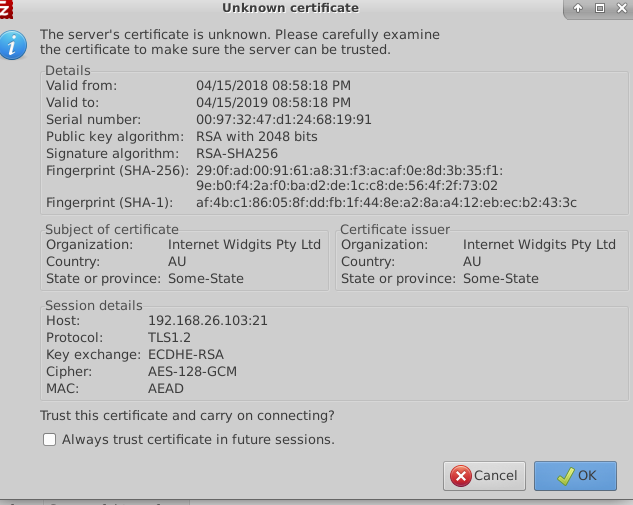 Unknown certificate
The server's certificate is unknown. Please carefully examine
the certificate to make sure the server can be trusted.
Details
Valid from: 04/15/2018 08:58:18 PM
Valid to: 04/15/2019 08:58:18 PM
Serial number: 00:97:32:47:d1:24:68:19:91
Public key algorithm: RSA with 2048 bits
Signature algorithm: RSA-SHA256
Fingerprint (SHA-256): 29:0f:ad:00:91:61:a8:31:f3:ac:af:0e:8d:3b:35:f1:
9e:b0:f4:2a:f0:ba:d2:de:1c:c8:de:56:4f:2f:73:02
Fingerprint (SHA-1): af:4b:c1:86:05:8f:dd:fb:1f:44:8e:a2:8a:a4:12:eb:ec:b2:43:3c
Subject of certificate
Organization: Internet Widgits Pty Ltd
Country: AU
State or province: Some-State
Certificate issuer
Organization: Internet Widgits Pty Ltd
Country: AU
State or province: Some-State
Session details
Host: 192.168.26.103:21
Protocol: TLS1.2
Key exchange: ECDHE-RSA
Cipher: AES-128-GCM
MAC: AEAD
Trust this certificate and carry on connecting?
Always trust certificate in future sessions.
Cancel
OK